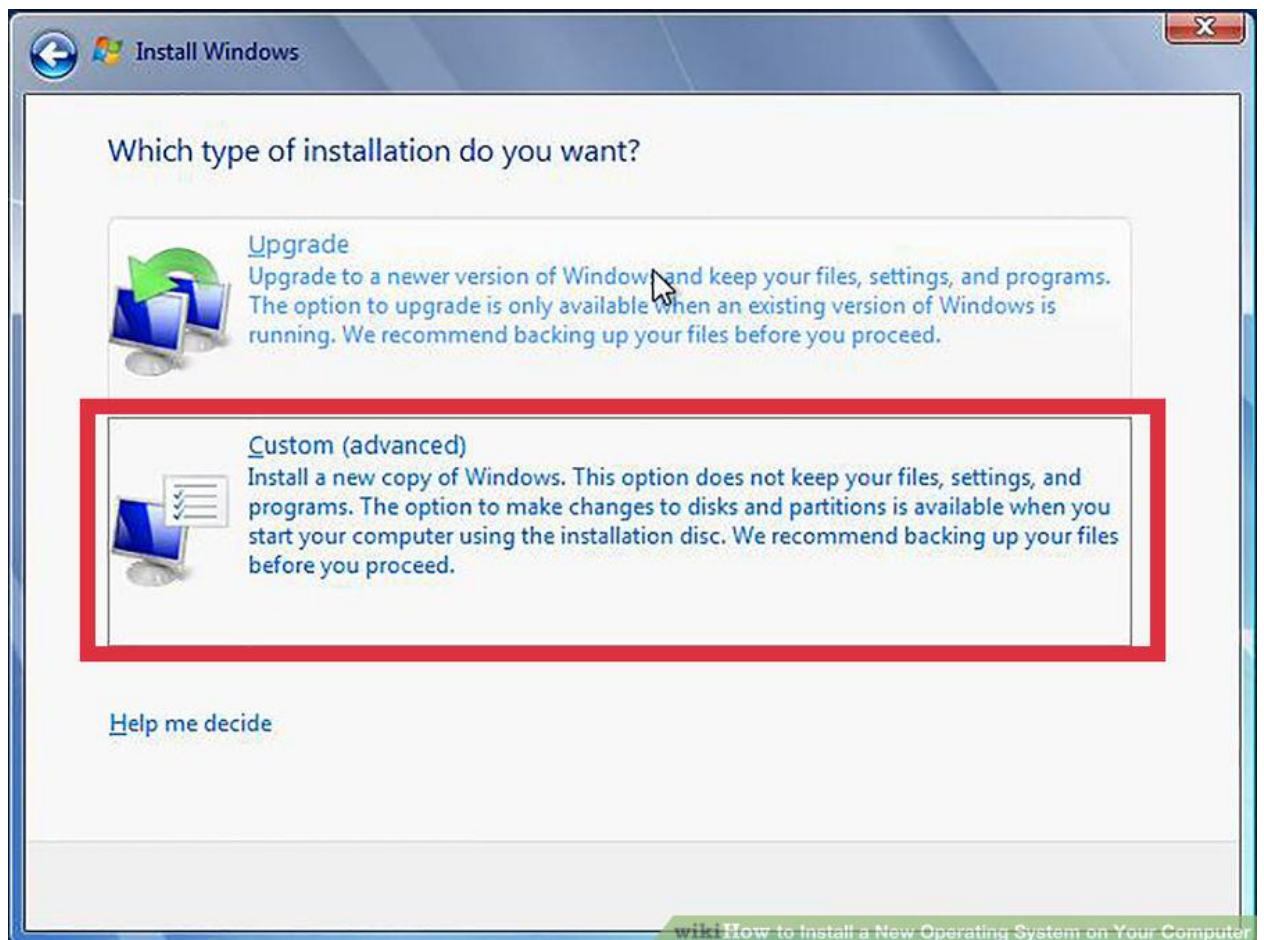 Install Windows
Which type of installation do you want?
Upgrade
Upgrade to a newer version of Windows and keep your files, settings, and programs.
The option to upgrade is only available when an existing version of Windows is
running. We recommend backing up your files before you proceed.
Custom (advanced)
Install a new copy of Windows. This option does not keep your files, settings, and
programs. The option to make changes to disks and partitions is available when you
start your computer using the installation disc. We recommend backing up your files
before you proceed.
Help me decide
wikiHow to Install a New Operating System on Your Computer